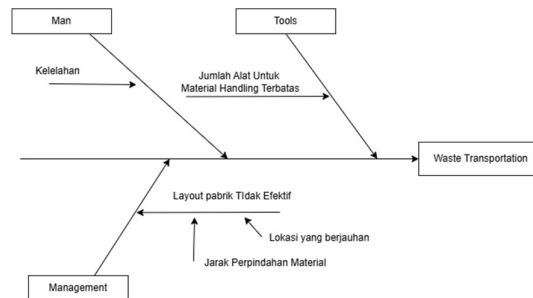 Man
Tools
Kelelahan
Jumlah Alat Untuk
Material Handling Terbatas
Waste Transportation
Layout pabrik TIdak Efektif
Lokasi yang berjauhan
Jarak Perpindahan Material
Management